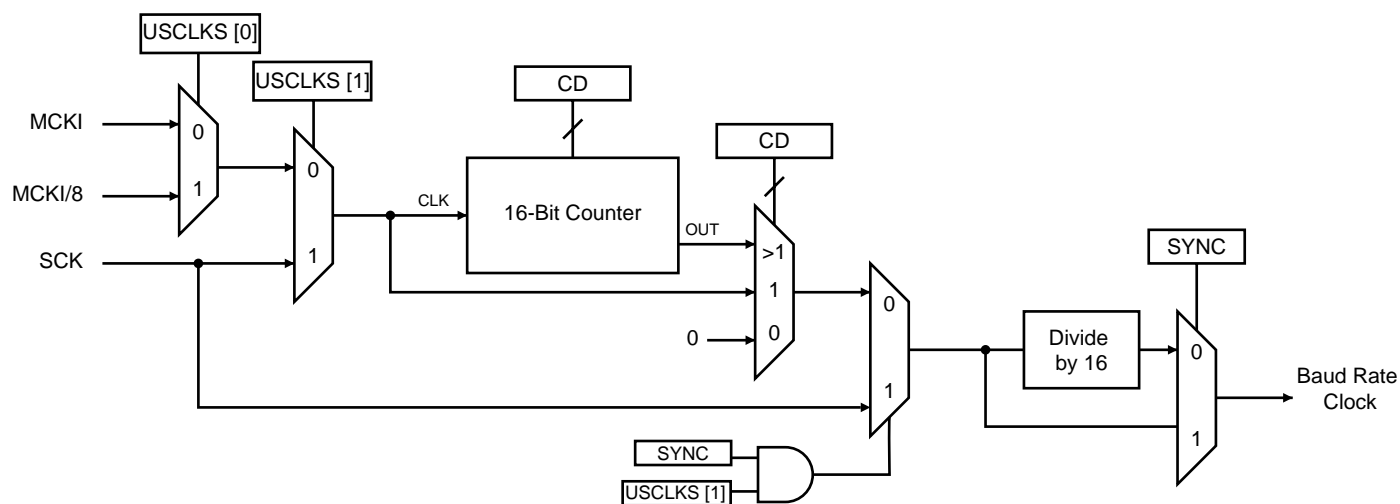 USCLKS [0]
USCLKS [1]
CD
CD
MCKI
0
0
MCKI/8
1
CLK
16-Bit Counter
OUT
SYNC
SCK
1
>1
1
0
0
0
Divide
by 16
0
1
Baud Rate
Clock
1
SYNC
USCLKS [1]